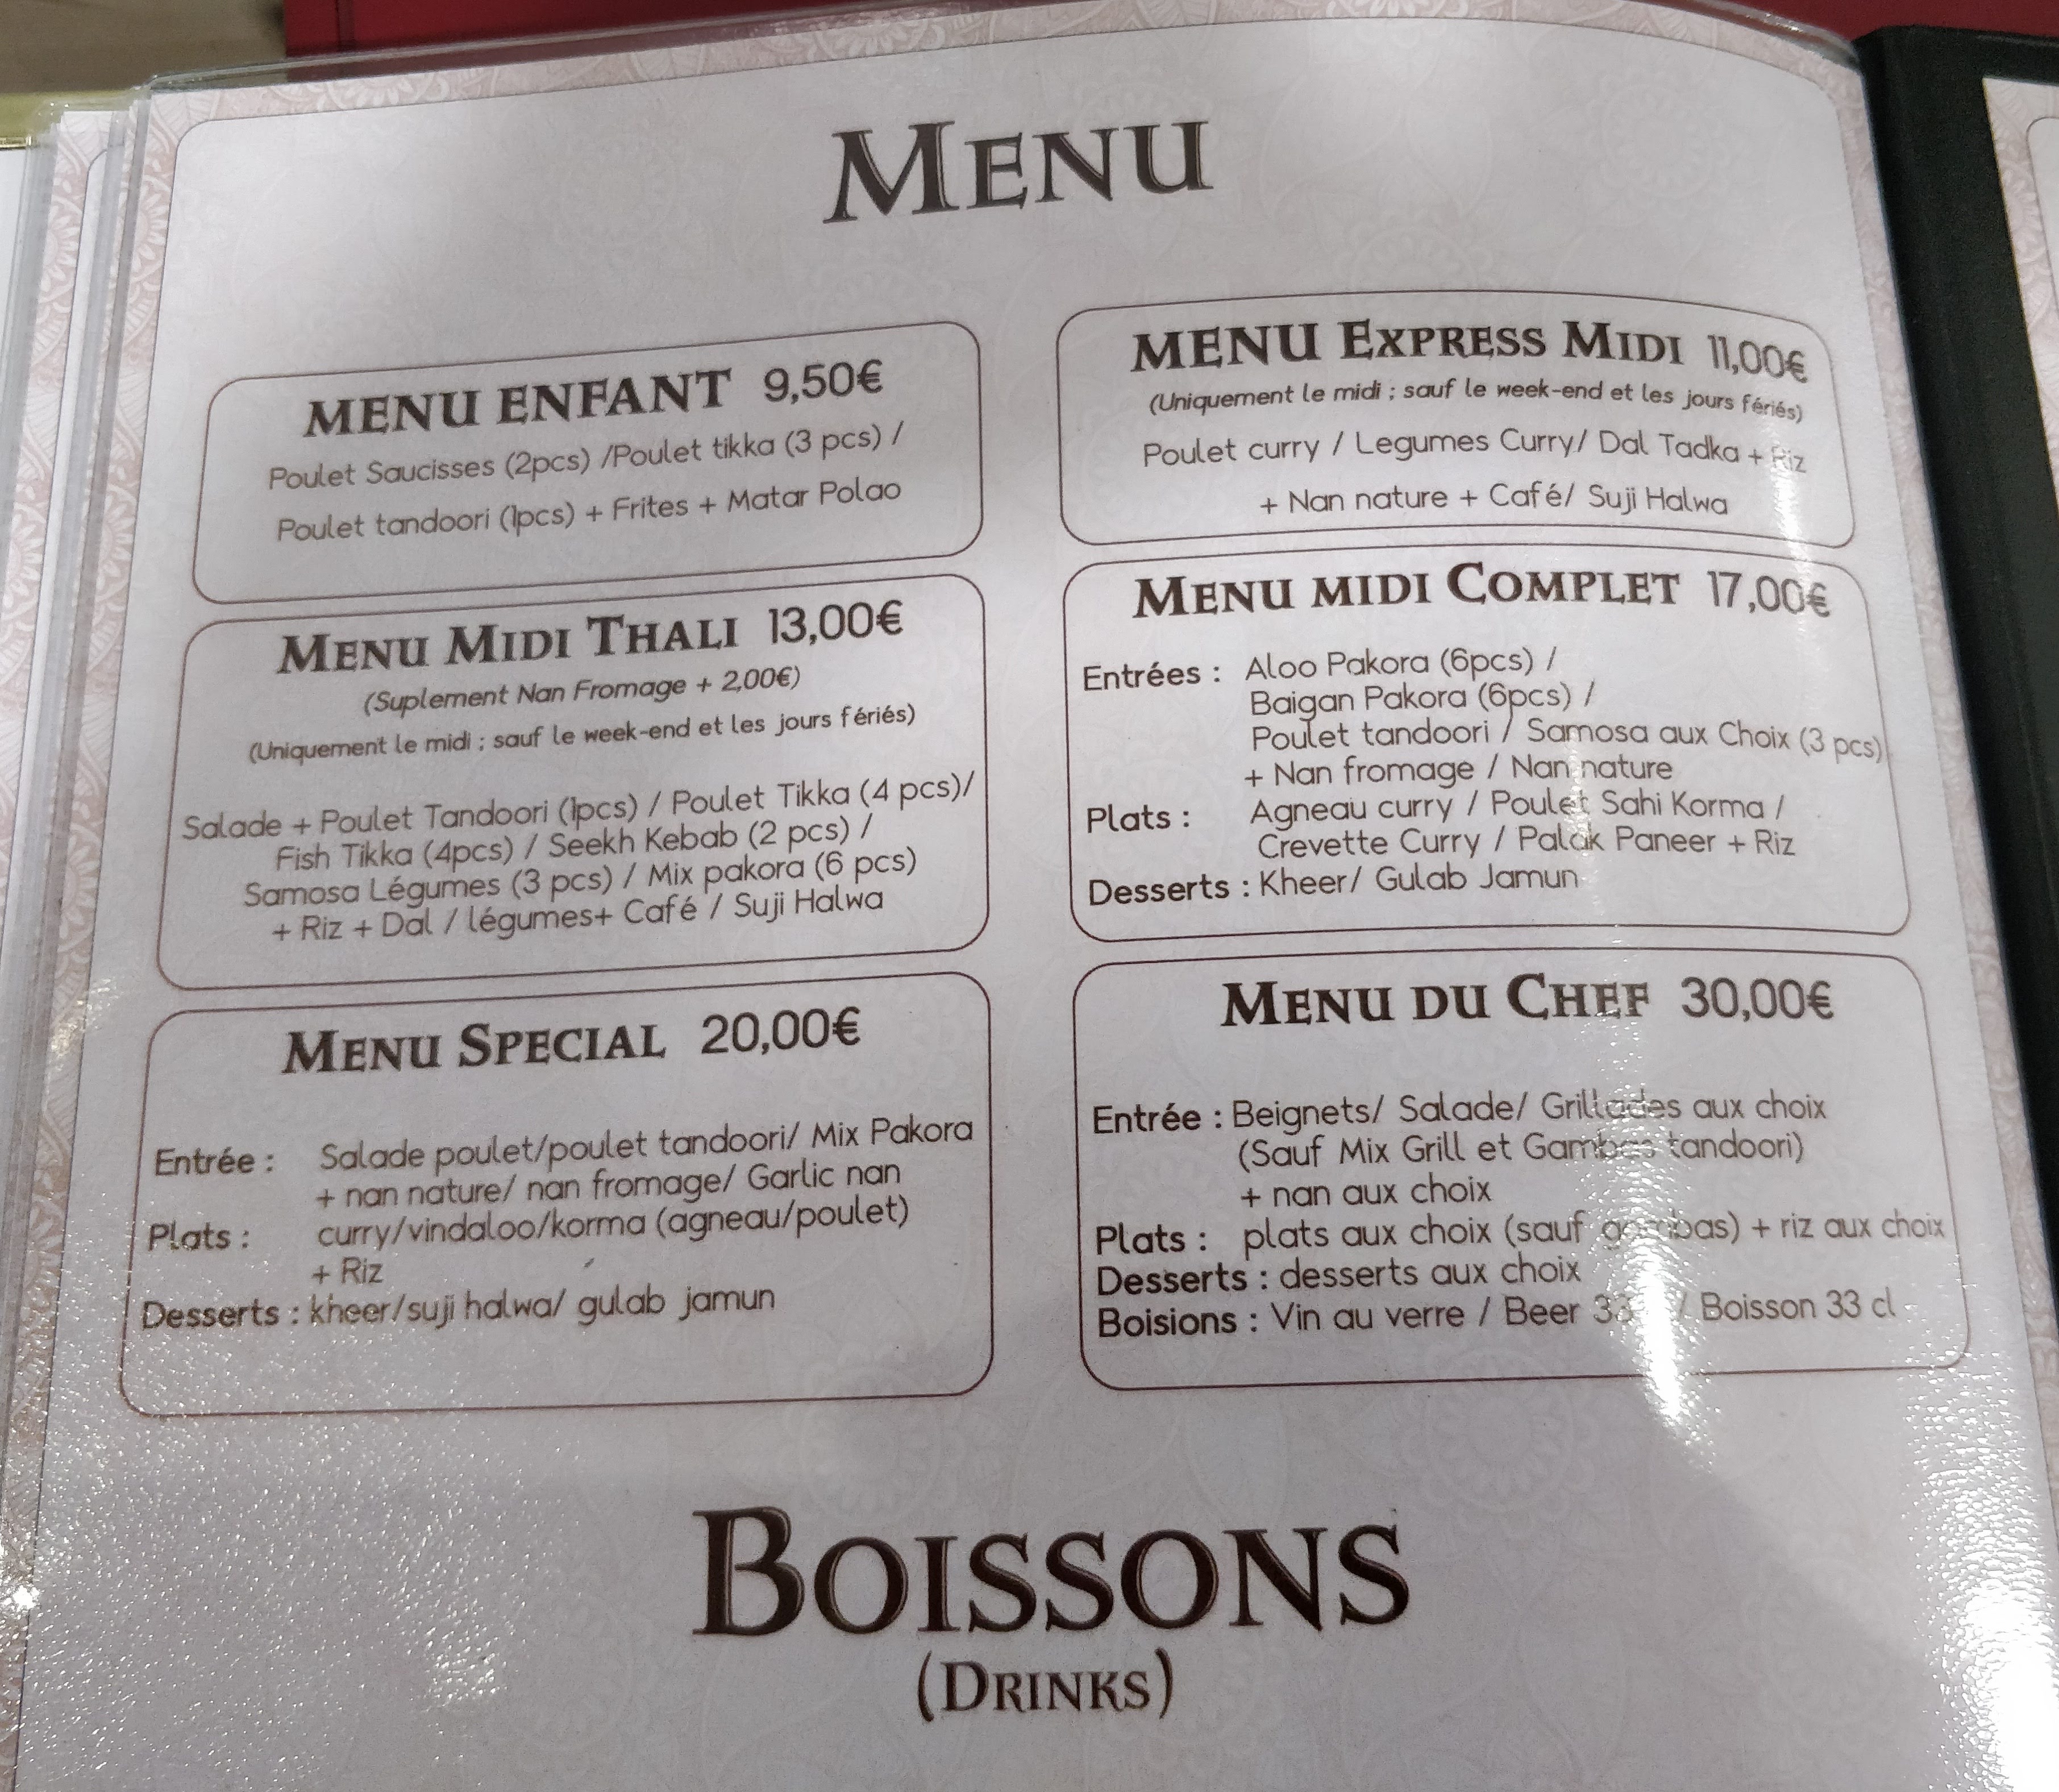 MENU
MENU ENFANT 9,50€
Poulet Saucisses (2pcs) /Poulet tikka (3 pcs) /
Poulet tandoori (1pcs) + Frites + Matar Polao
MENU EXPRESS MIDI 11,00€
(Uniquement le midi ; sauf le week-end et les jours fériés)
Poulet curry / Legumes Curry/ Dal Tadka + Riz
+ Nan nature + Café/ Suji Halwa
MENU MIDI THALI 13,00€
(Suplement Nan Fromage + 2,00€)
(Uniquement le midi ; sauf le week-end et les jours fériés)
Salade + Poulet Tandoori (1pcs) / Poulet Tikka (4 pcs)/
Fish Tikka (4pcs) / Seekh Kebab (2 pcs) /
Samosa Légumes (3 pcs) / Mix pakora (6 pcs)
+ Riz + Dal / légumes+ Café / Suji Halwa
MENU MIDI COMPLET 17,00€
Entrées : Aloo Pakora (6pcs) /
Baigan Pakora (6pcs) /
Poulet tandoori / Samosa aux Choix (3 pcs)
+ Nan fromage / Nan nature
Plats : Agneau curry / Poulet Sahi Korma /
Crevette Curry / Palak Paneer + Riz
Desserts : Kheer/ Gulab Jamun
MENU SPECIAL 20,00€
Entrée : Salade poulet/poulet tandoori/ Mix Pakora
+ nan nature/ nan fromage/ Garlic nan
Plats : curry/vindaloo/korma (agneau/poulet)
+ Riz
Desserts : kheer/suji halwa/ gulab jamun
MENU DU CHEF 30,00€
Entrée : Beignets/ Salade/ Grillades aux choix
(Sauf Mix Grill et Gambas tandoori)
+ nan aux choix
Plats : plats aux choix (sauf gambas) + riz aux choix
Desserts : desserts aux choix
Boisions : Vin au verre / Beer / Boisson 33 cl
BOISSONS
(DRINKS)